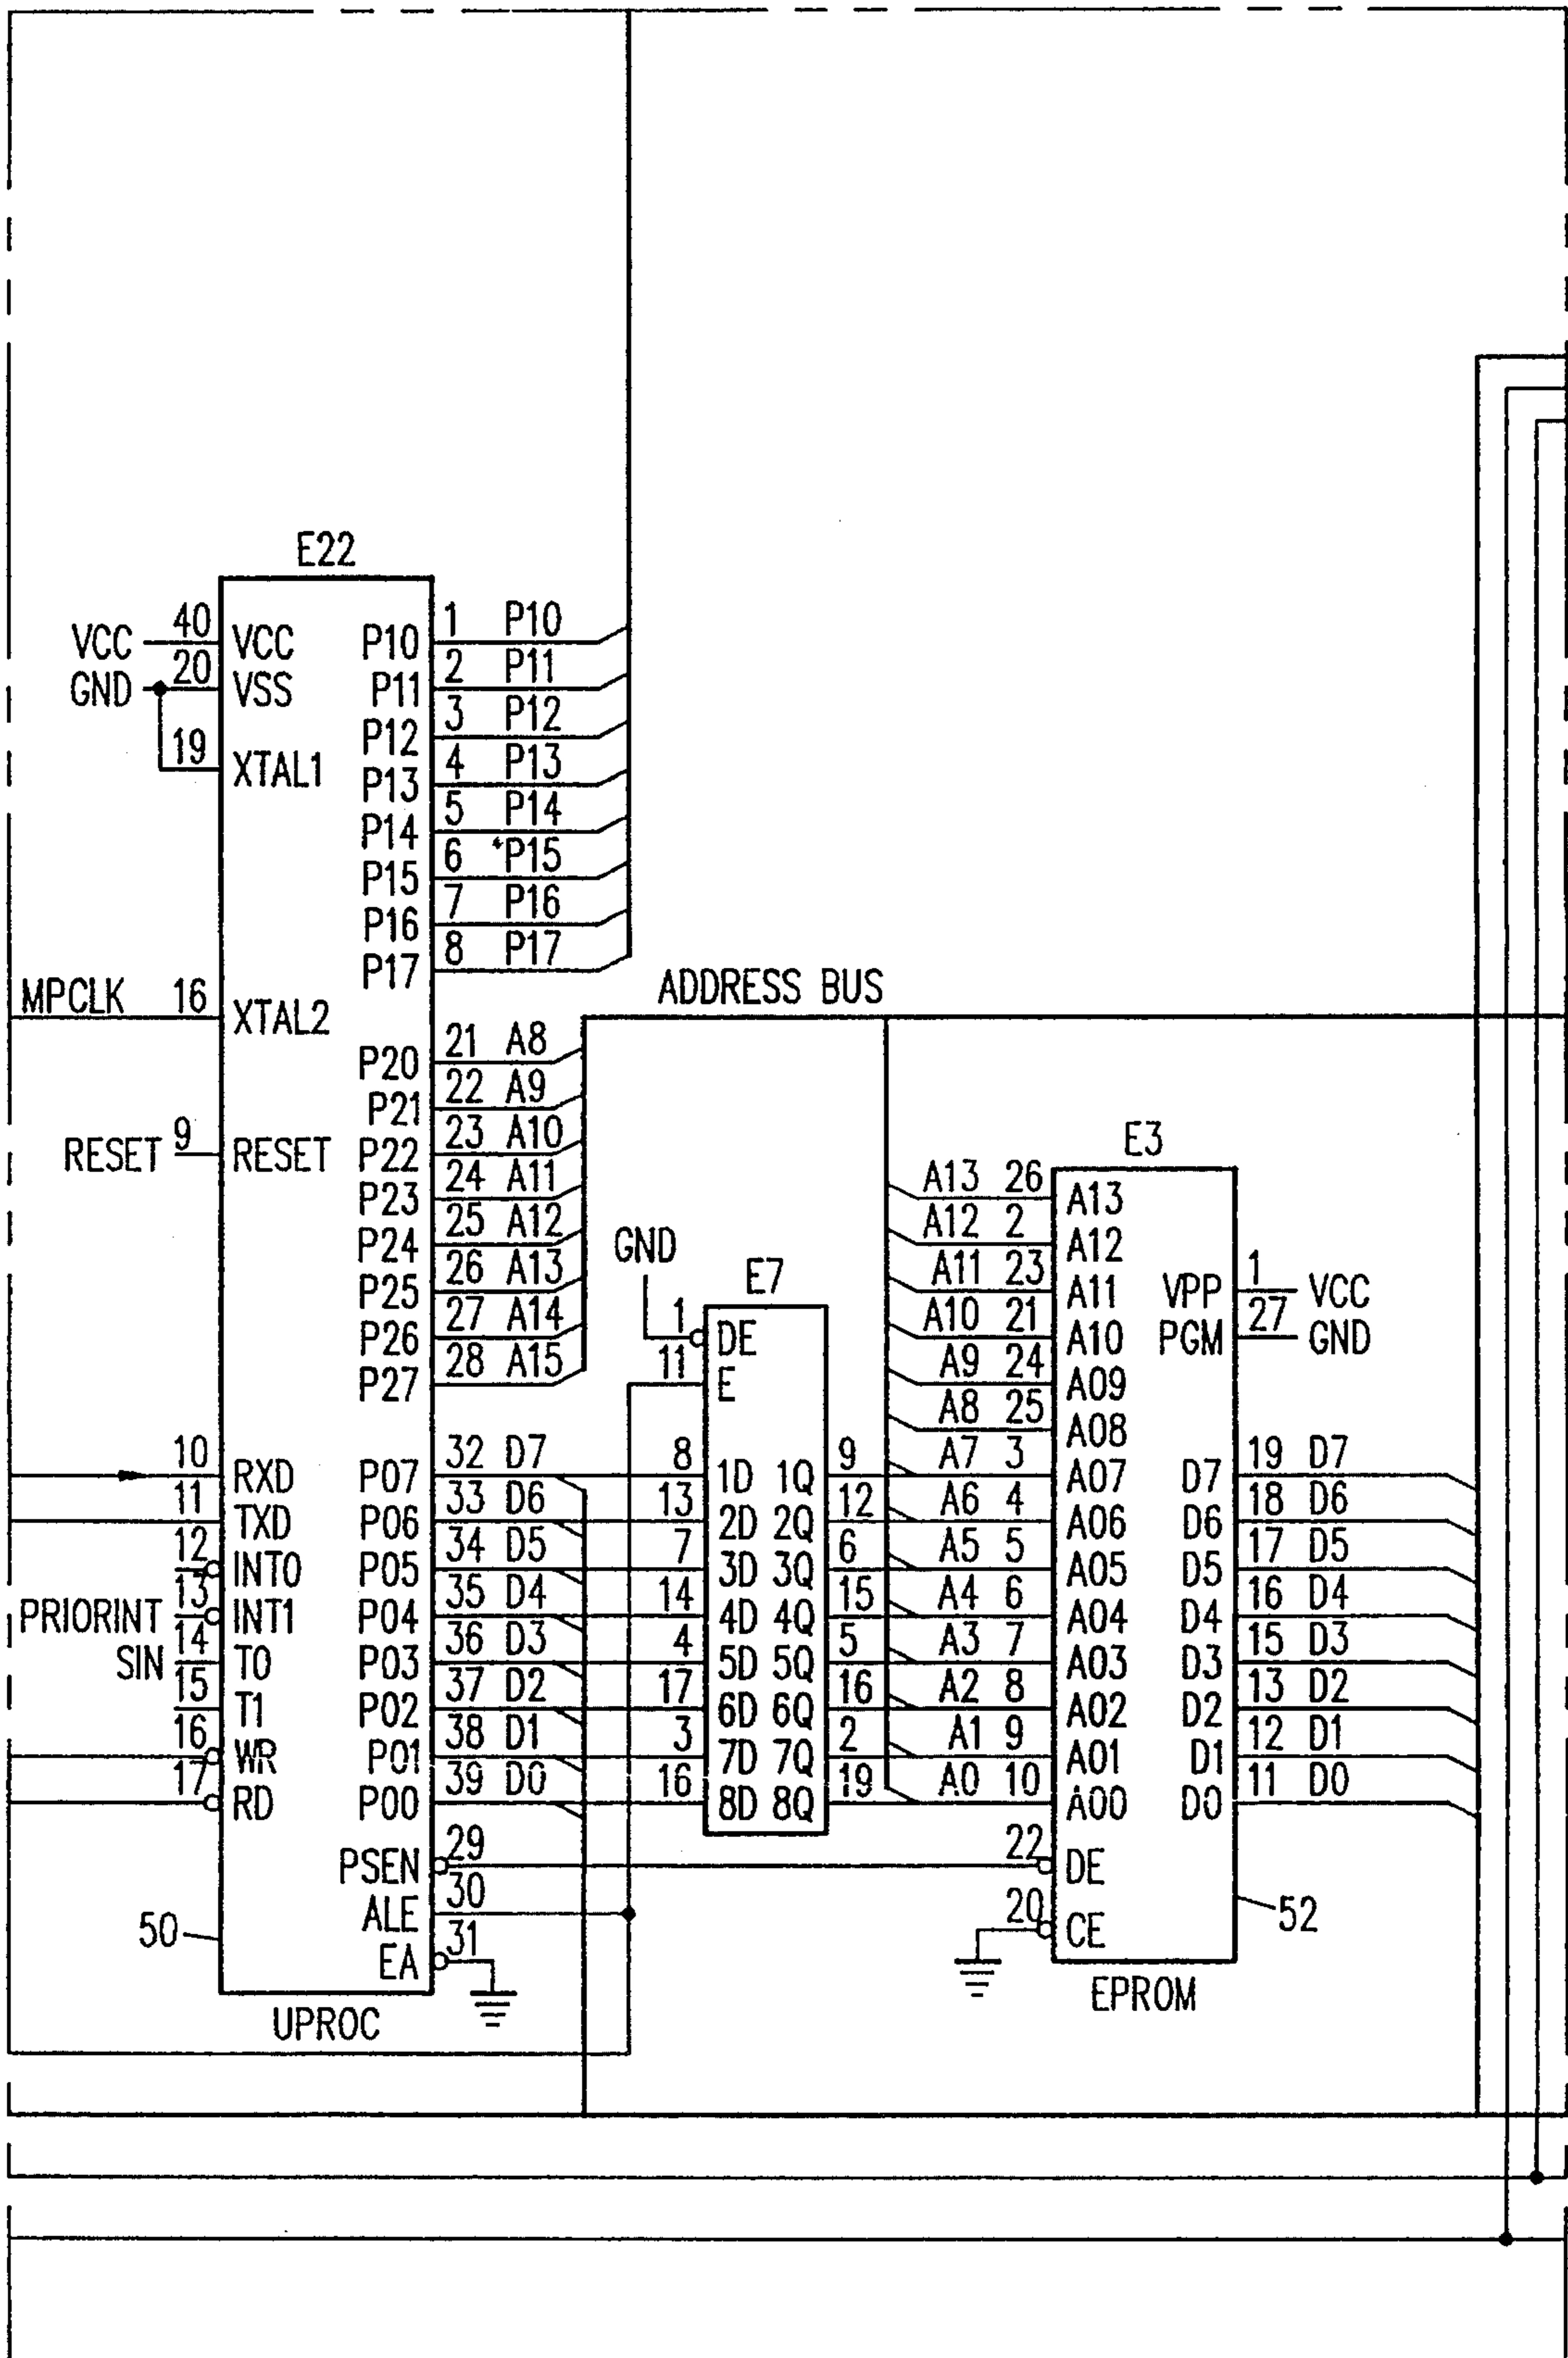 E22
40 VCC VCC P10 1 P10
20 GND VSS P11 2 P11
P12 3 P12
19 XTAL1 P13 4 P13
P14 5 P14
P15 6 P15
P16 7 P16
P17 8 P17
ADDRESS BUS
MPCLK 16 XTAL2
P20 21 A8
P21 22 A9
RESET 9 RESET P22 23 A10
P23 24 A11
P24 25 A12
P25 26 A13
P26 27 A14
P27 28 A15
10 RXD P07 32 D7
11 TXD P06 33 D6
12 INT0 P05 34 D5
PRIORINT 13 INT1 P04 35 D4
SIN 14 T0 P03 36 D3
15 T1 P02 37 D2
16 WR P01 38 D1
17 RD P00 39 D0
PSEN 29
ALE 30
EA 31
50
UPROC
GND
E7
1 DE
11 E
8 1D 1Q 9
13 2D 2Q 12
7 3D 3Q 6
14 4D 4Q 15
4 5D 5Q 5
17 6D 6Q 16
3 7D 7Q 2
16 8D 8Q 19
E3
A13 26 A13
A12 2 A12
A11 23 A11 VPP 1 VCC
A10 21 A10 PGM 27 GND
A9 24 A09
A8 25 A08
A7 3 A07 D7 19 D7
A6 4 A06 D6 18 D6
A5 5 A05 D5 17 D5
A4 6 A04 D4 16 D4
A3 7 A03 D3 15 D3
A2 8 A02 D2 13 D2
A1 9 A01 D1 12 D1
A0 10 A00 D0 11 D0
22 DE
20 CE
52
EPROM